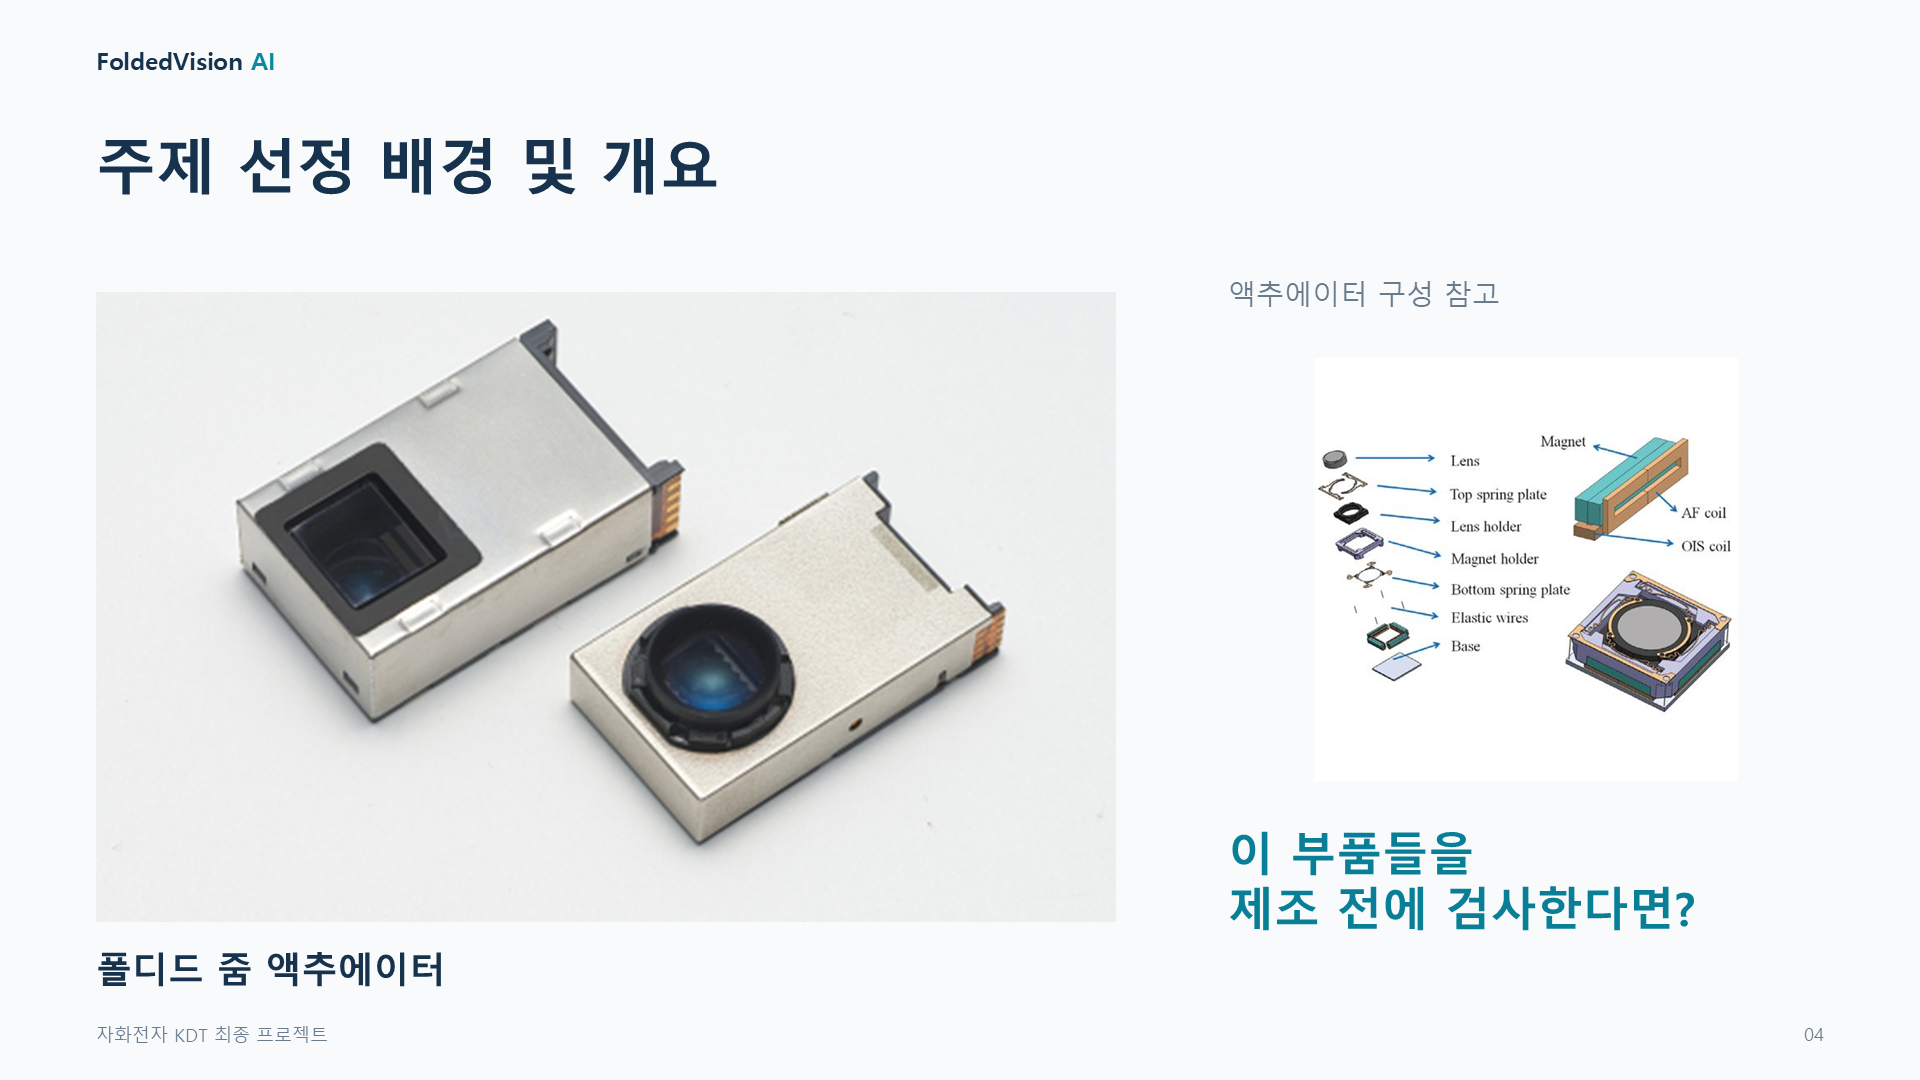 FoldedVision AI
주제 선정 배경 및 개요
폴디드 줌 액추에이터
액추에이터 구성 참고
Lens
Top spring plate
Lens holder
Magnet holder
Bottom spring plate
Elastic wires
Base
Magnet
AF coil
OIS coil
이 부품들을
제조 전에 검사한다면?
자화전자 KDT 최종 프로젝트
04